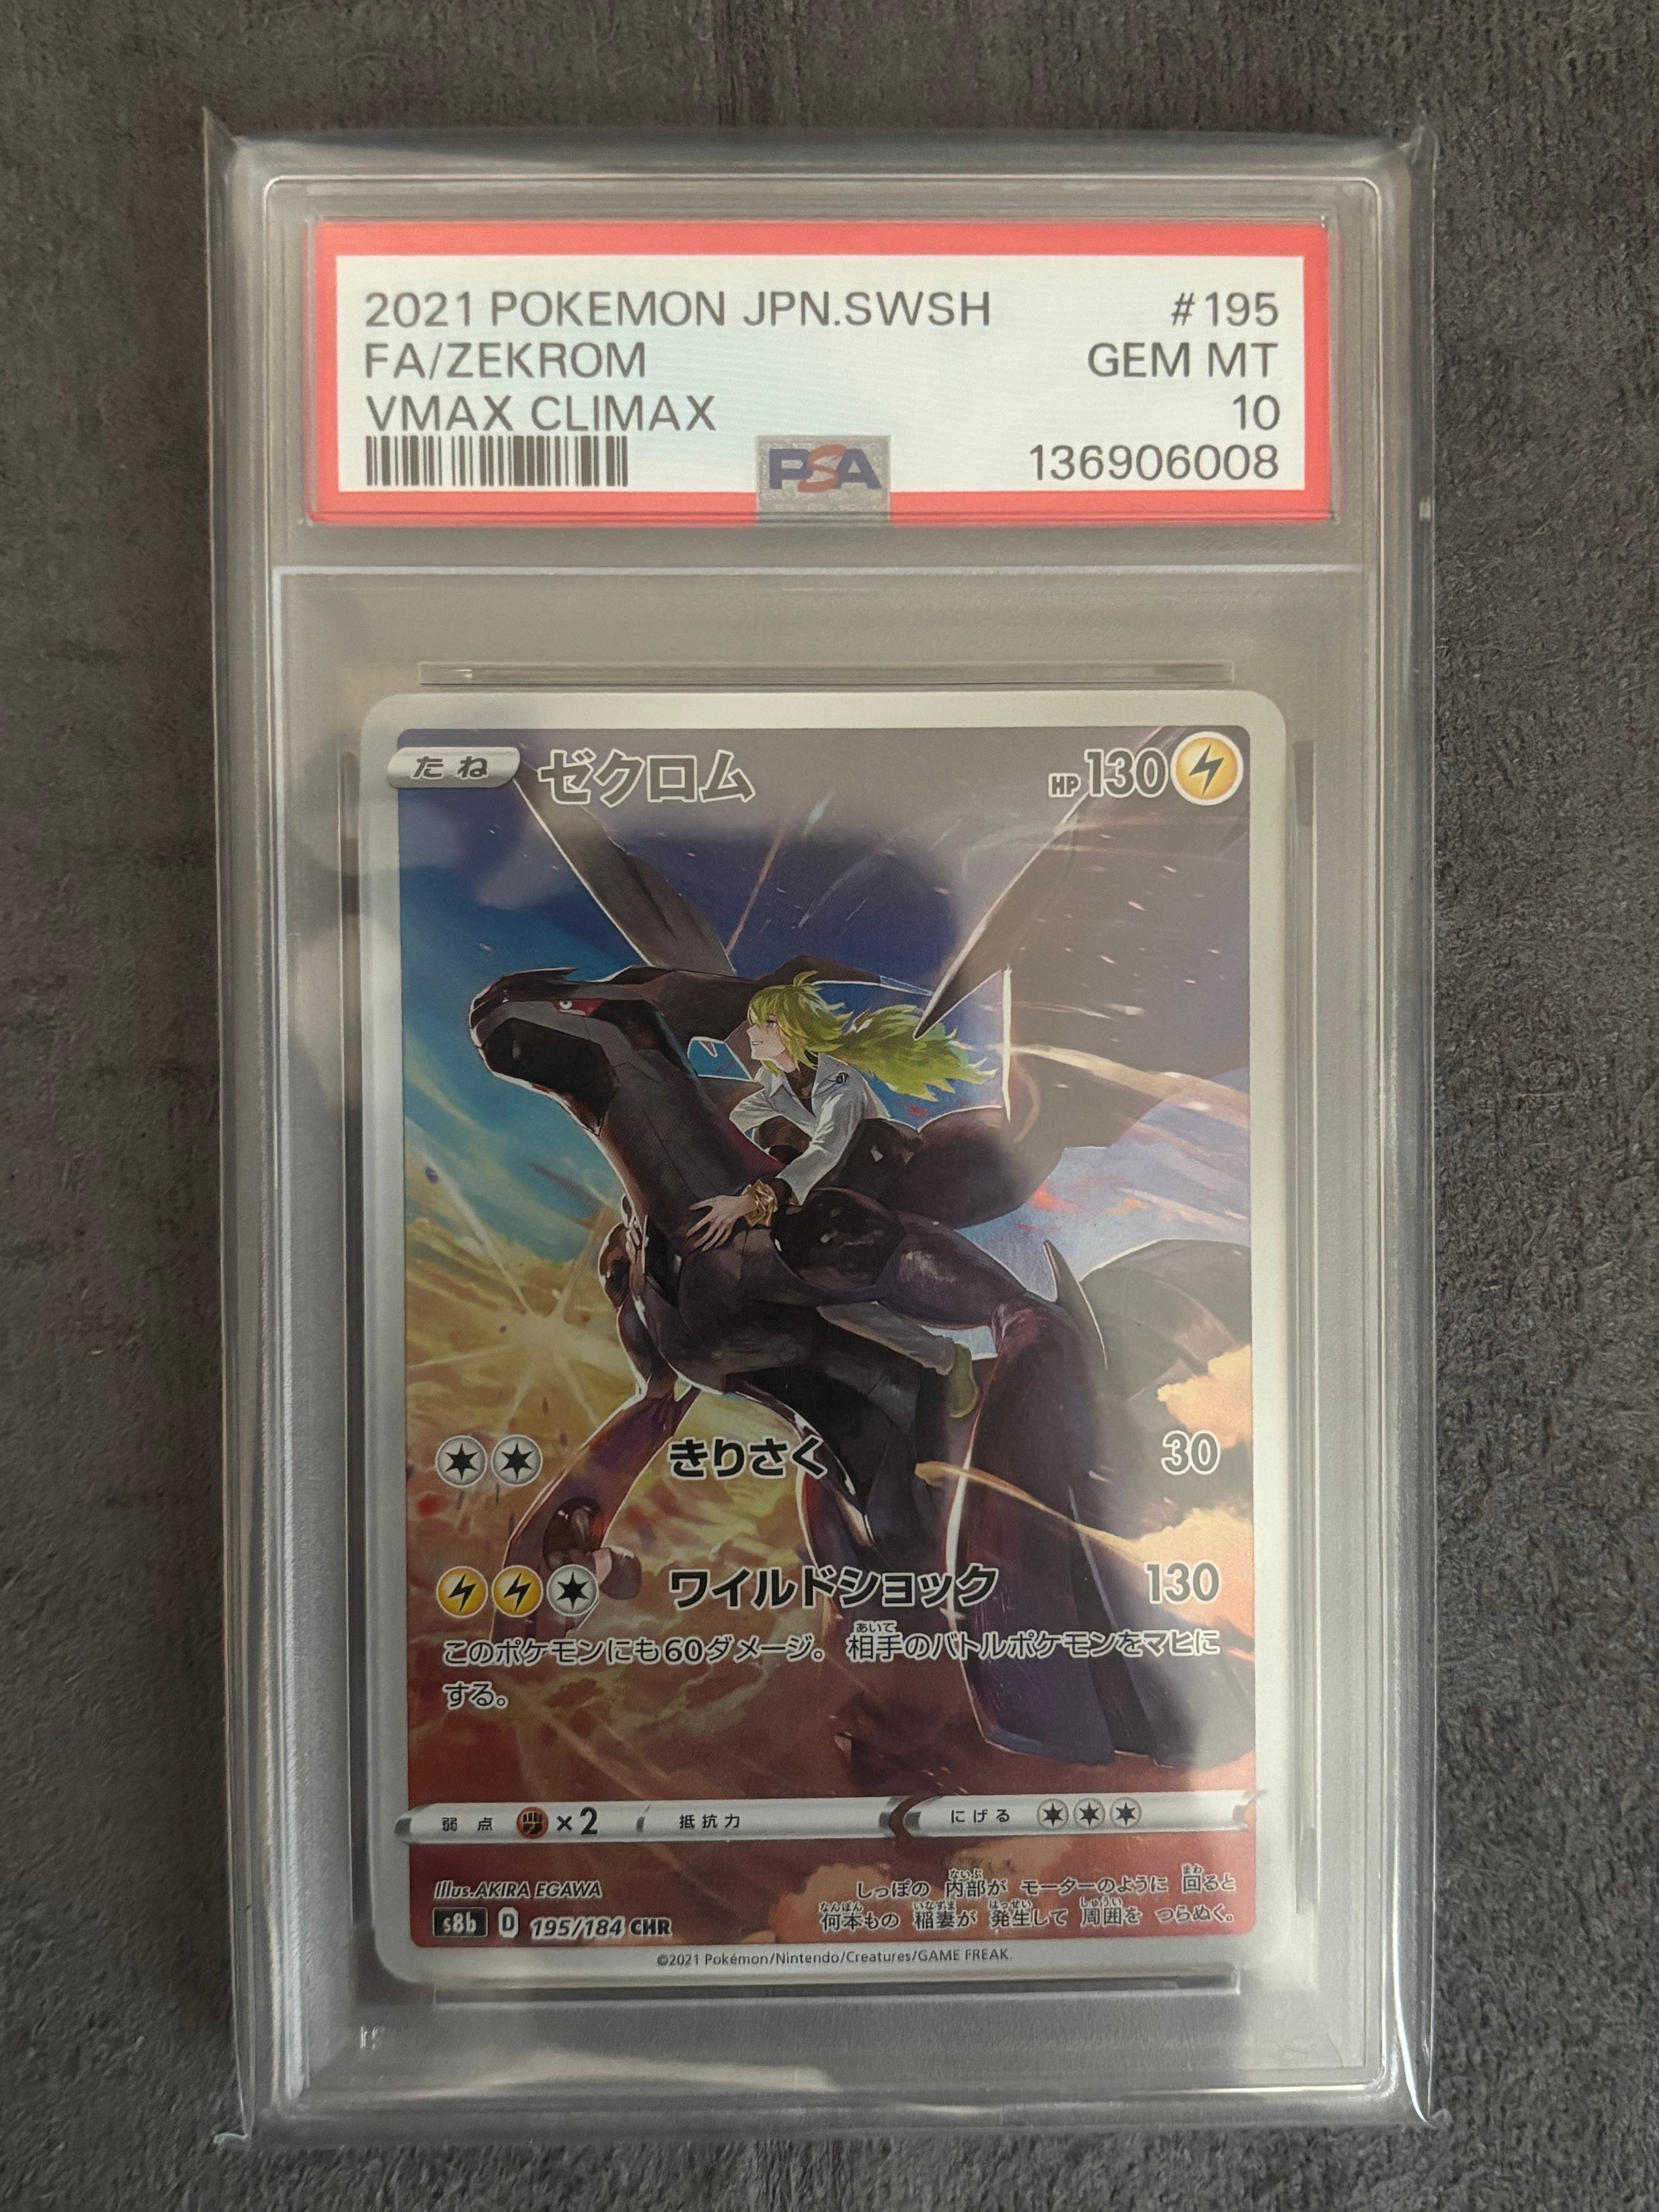 2021 POKEMON JPN.SWSH #195
FA/ZEKROM GEM MT
VMAX CLIMAX 10
PSA 136906008
たね ゼクロム HP 130
きりさく 30
ワイルドショック 130
このポケモンにも60ダメージ。相手のバトルポケモンをマヒに
する。
弱点 ×2 抵抗力 にげる
Illus.AKIRA EGAWA
しっぽの 内部が モーターのように 回ると
何本もの 稲妻が 発生して 周囲を つらぬく。
s8b D 195/184 CHR
©2021 Pokémon/Nintendo/Creatures/GAME FREAK.